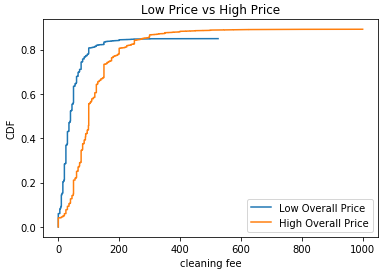 Low Price vs High Price
CDF
0.8
0.6
0.4
0.2
0.0
0
200
400
600
800
1000
cleaning fee
Low Overall Price
High Overall Price